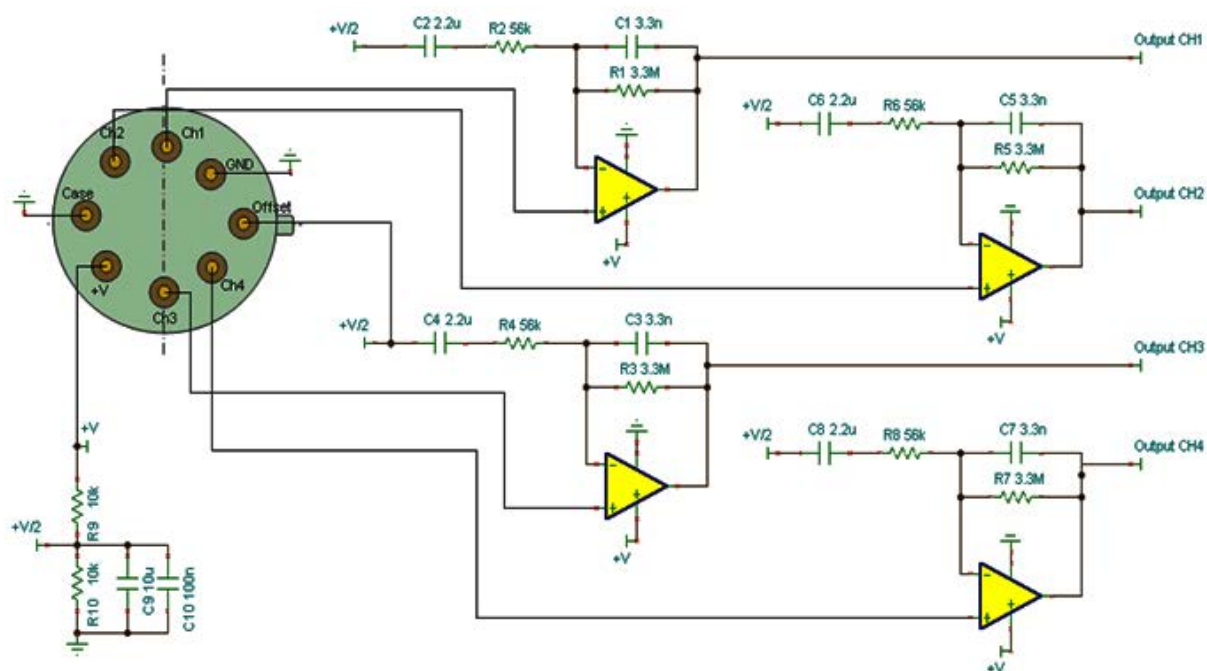 +V/2
C2 2.2u
R2 56k
C1 3.3n
R1 3.3M
Output CH1
-
+
+V
+V/2
C6 2.2u
R6 56k
C5 3.3n
R5 3.3M
Output CH2
-
+
+V
Ch2
Ch1
GND
Case
Offset
+V
Ch3
Ch4
+V/2
C4 2.2u
R4 56k
C3 3.3n
R3 3.3M
Output CH3
-
+
+V
+V/2
C8 2.2u
R8 56k
C7 3.3n
R7 3.3M
Output CH4
-
+
+V
+V
R9 10k
+V/2
R10 10k
C9 10u
C10 100n